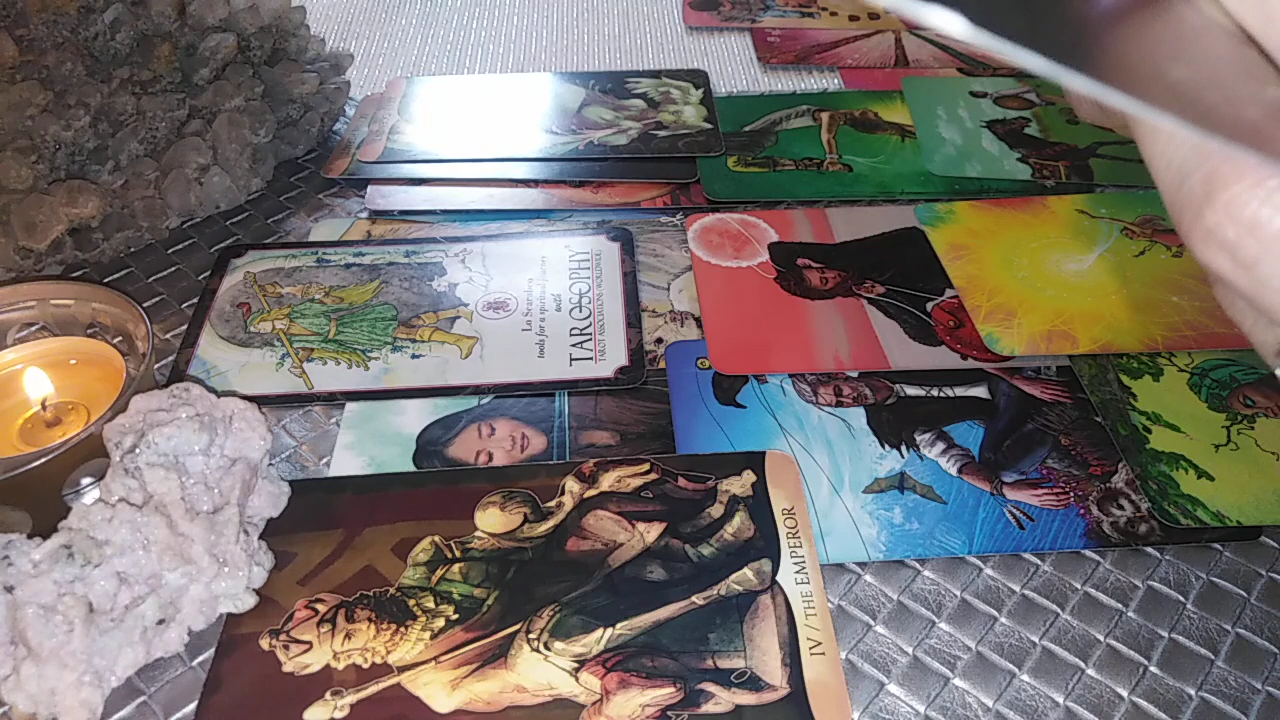 Lo Scarabeo
tools for a spiritual journey
with
TAROSOPHY®
TAROT ASSOCIATIONS (WORLDWIDE)
IV // THE EMPEROR